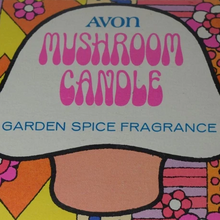 AVON
MUSHROOM
CANDLE
GARDEN SPICE FRAGRANCE